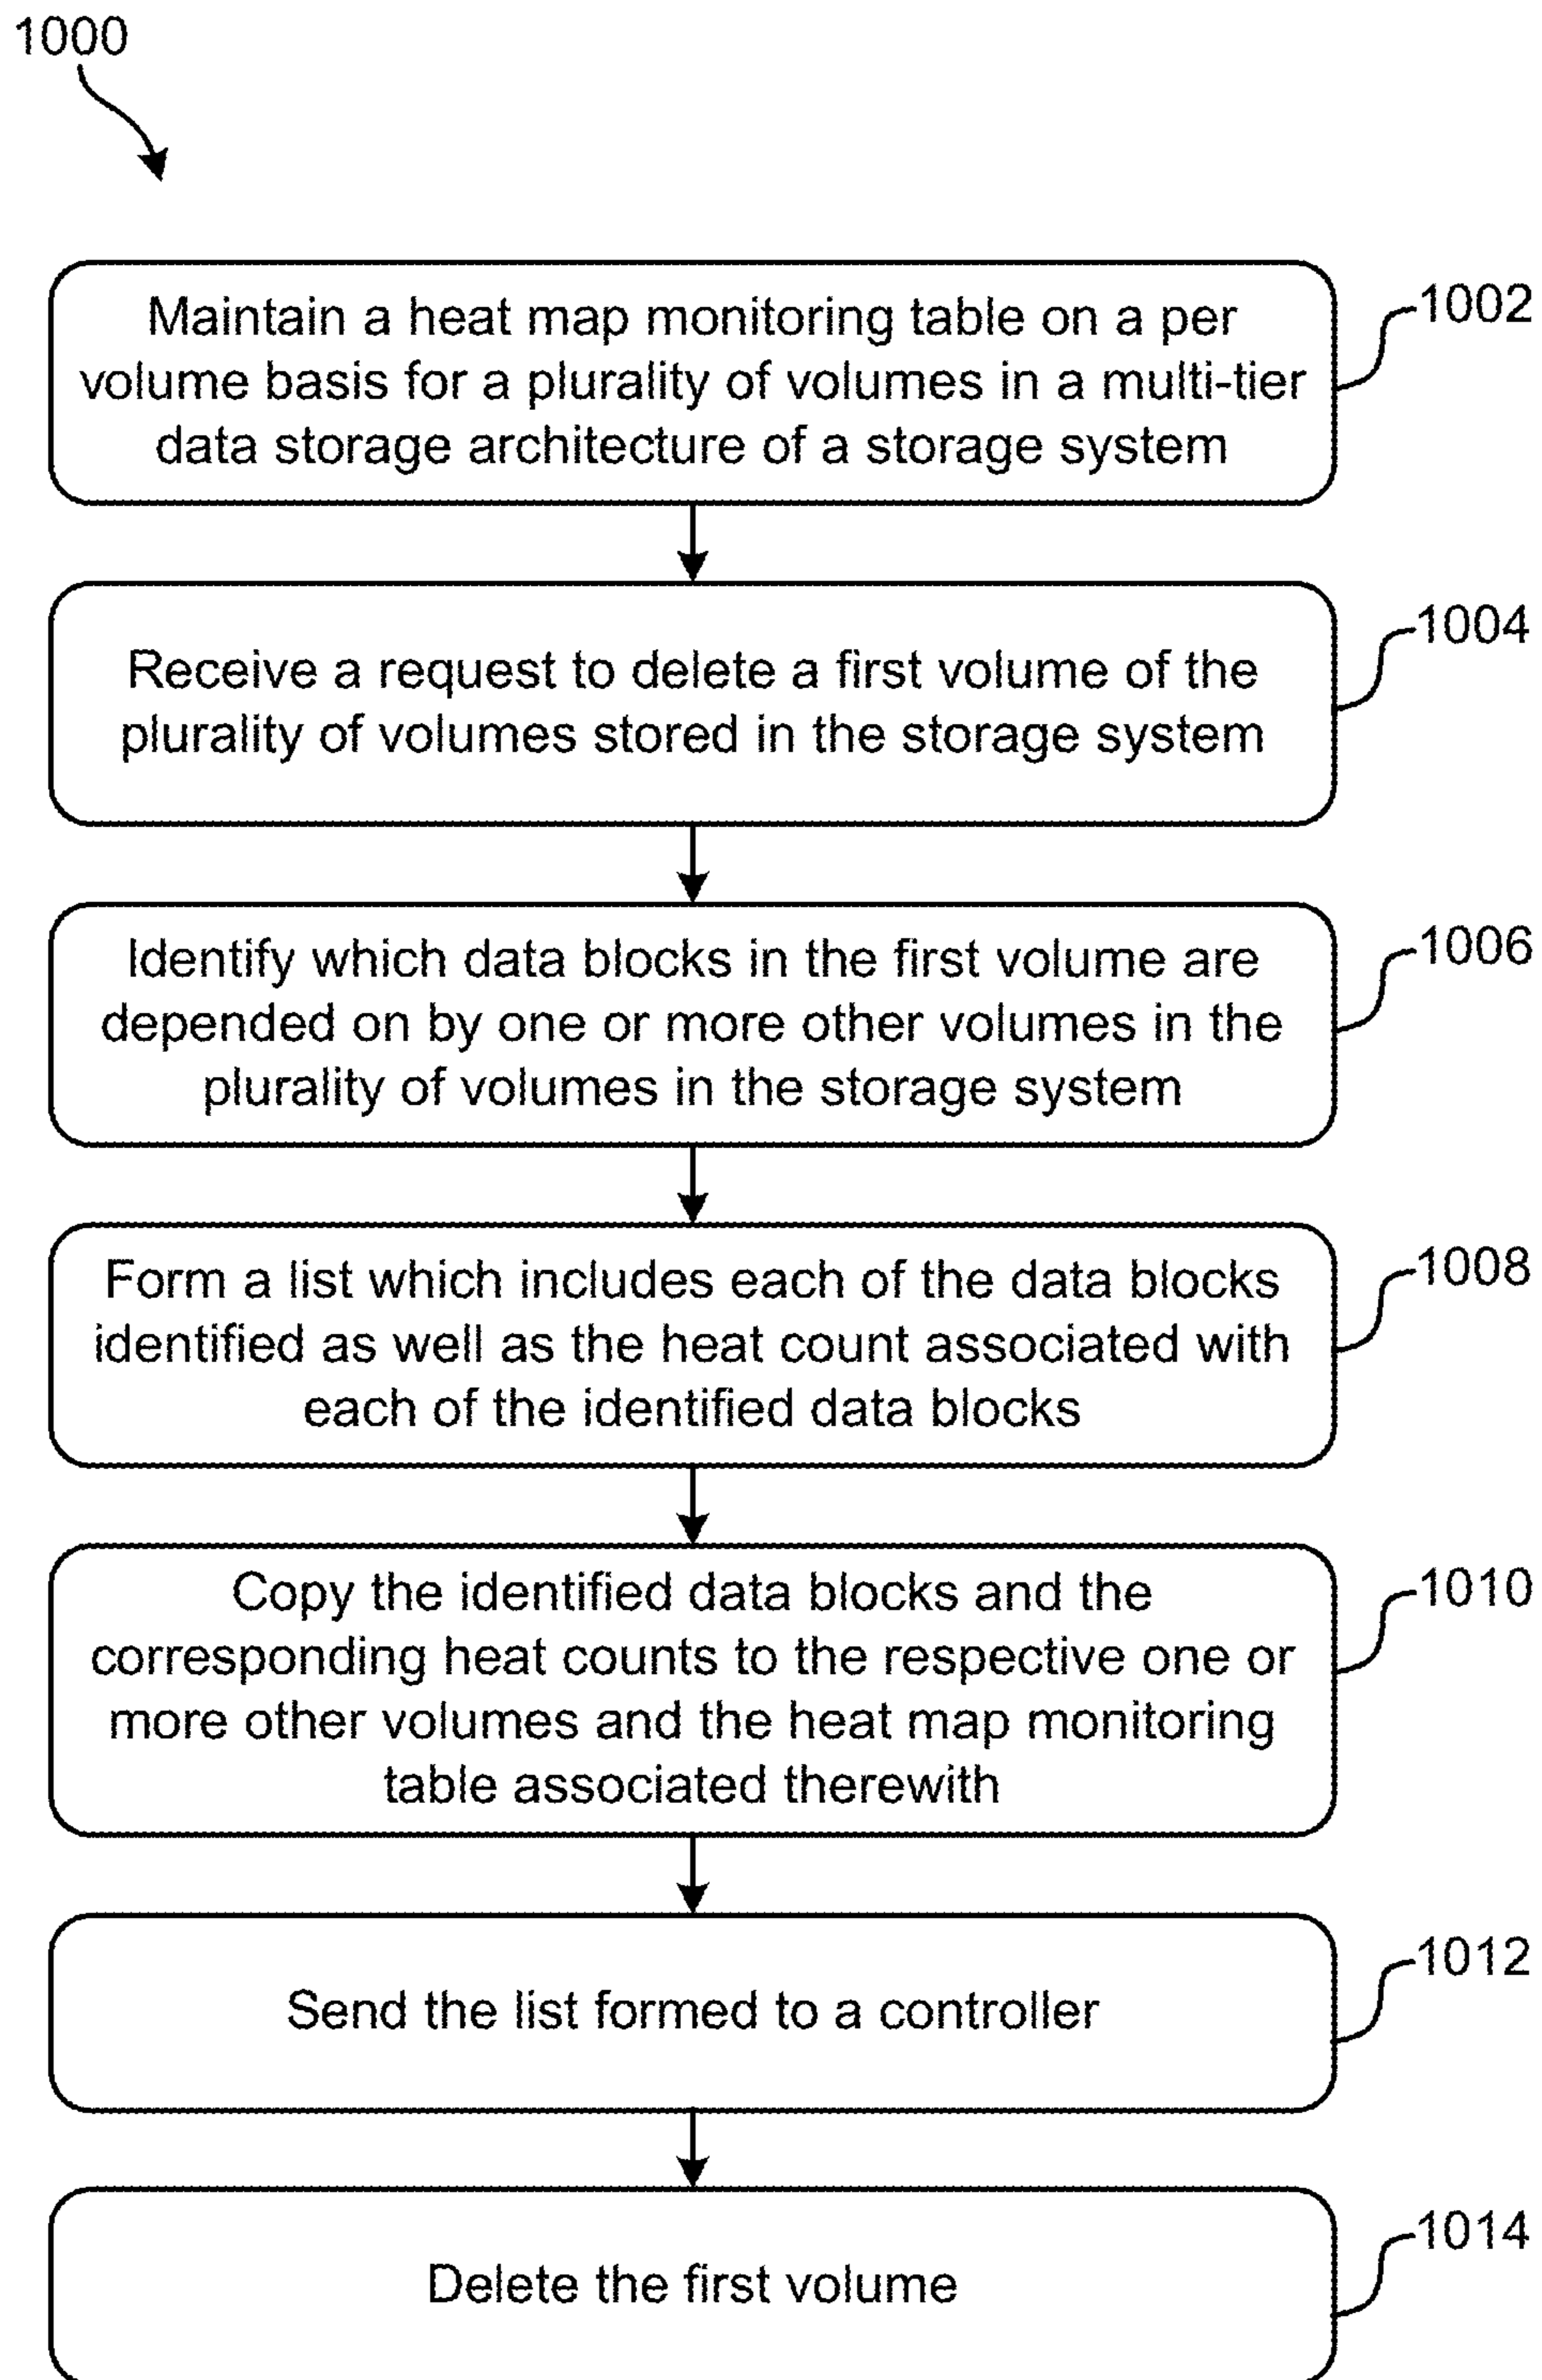 1000
Maintain a heat map monitoring table on a per
volume basis for a plurality of volumes in a multi-tier
data storage architecture of a storage system
1002
Receive a request to delete a first volume of the
plurality of volumes stored in the storage system
1004
Identify which data blocks in the first volume are
depended on by one or more other volumes in the
plurality of volumes in the storage system
1006
Form a list which includes each of the data blocks
identified as well as the heat count associated with
each of the identified data blocks
1008
Copy the identified data blocks and the
corresponding heat counts to the respective one or
more other volumes and the heat map monitoring
table associated therewith
1010
Send the list formed to a controller
1012
Delete the first volume
1014